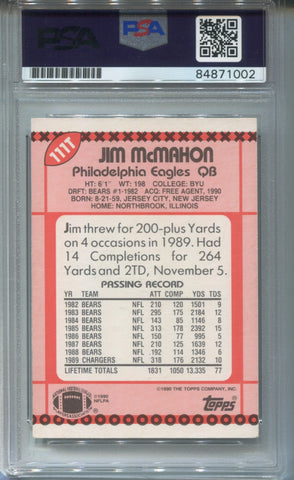 PSA
PSA
84871002
111T
JIM McMAHON
Philadelphia Eagles QB
HT: 6'1" WT: 198 COLLEGE: BYU
DRFT: BEARS #1-1982 ACQ: FREE AGENT, 1990
BORN: 8-21-59, JERSEY CITY, NEW JERSEY
HOME: NORTHBROOK, ILLINOIS
Jim threw for 200-plus Yards
on 4 occasions in 1989. Had
14 Completions for 264
Yards and 2TD, November 5.
PASSING RECORD
YR TEAM ATT COMP YDS TDS
1982 BEARS NFL 210 120 1501 9
1983 BEARS NFL 295 175 2184 12
1984 BEARS NFL 143 85 1146 8
1985 BEARS NFL 313 178 2392 15
1986 BEARS NFL 150 77 995 5
1987 BEARS NFL 210 125 1639 12
1988 BEARS NFL 192 114 1346 6
1989 CHARGERS NFL 318 176 2132 10
LIFETIME TOTALS 1831 1050 13.335 77
©1990
NFLPA
©1990 THE TOPPS COMPANY, INC.
Topps